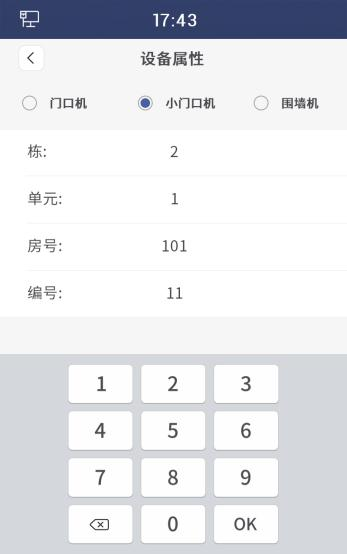 17:43
设备属性
门口机 小门口机 围墙机
栋: 2
单元: 1
房号: 101
编号: 11
1 2 3
4 5 6
7 8 9
0 OK